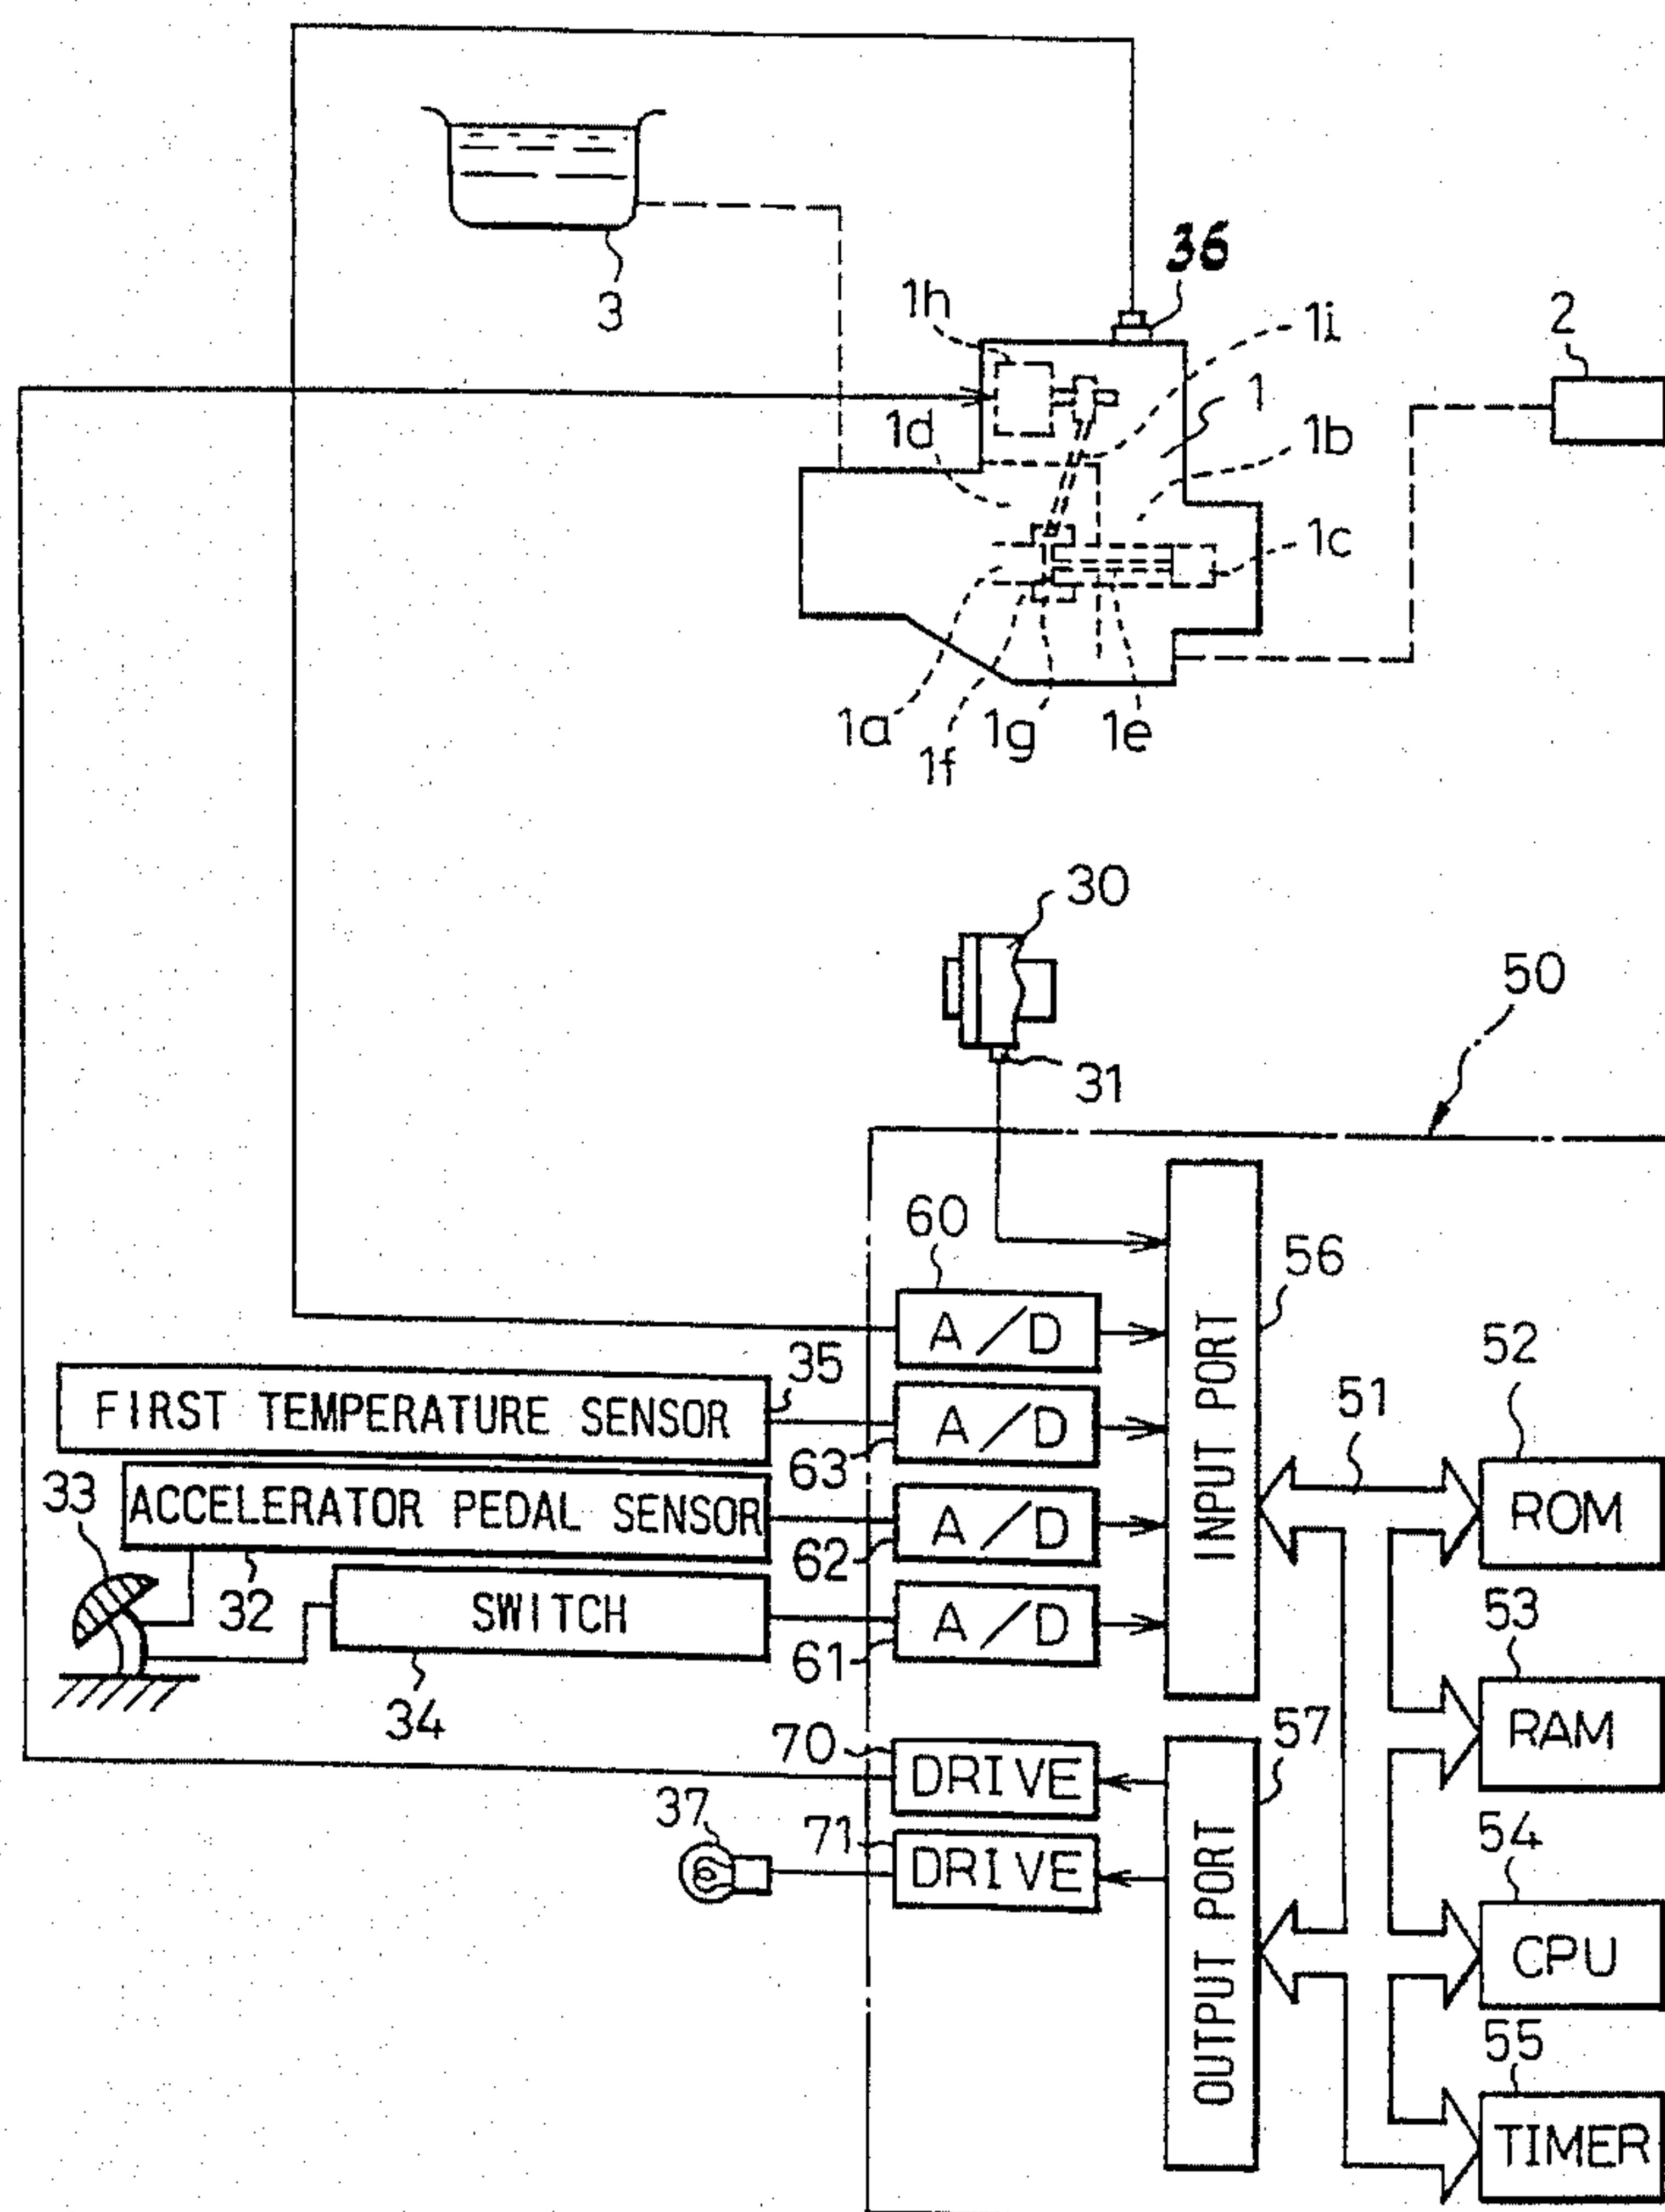 36
3
1h
1i
2
1
1d
1b
1c
1a
1f
1g
1e
30
50
31
60
56
A/D
52
35
51
FIRST TEMPERATURE SENSOR
A/D
63
INPUT PORT
33
ACCELERATOR PEDAL SENSOR
A/D
ROM
62
32
SWITCH
A/D
53
61
34
57
70
DRIVE
RAM
37
71
DRIVE
54
OUTPUT PORT
CPU
55
TIMER